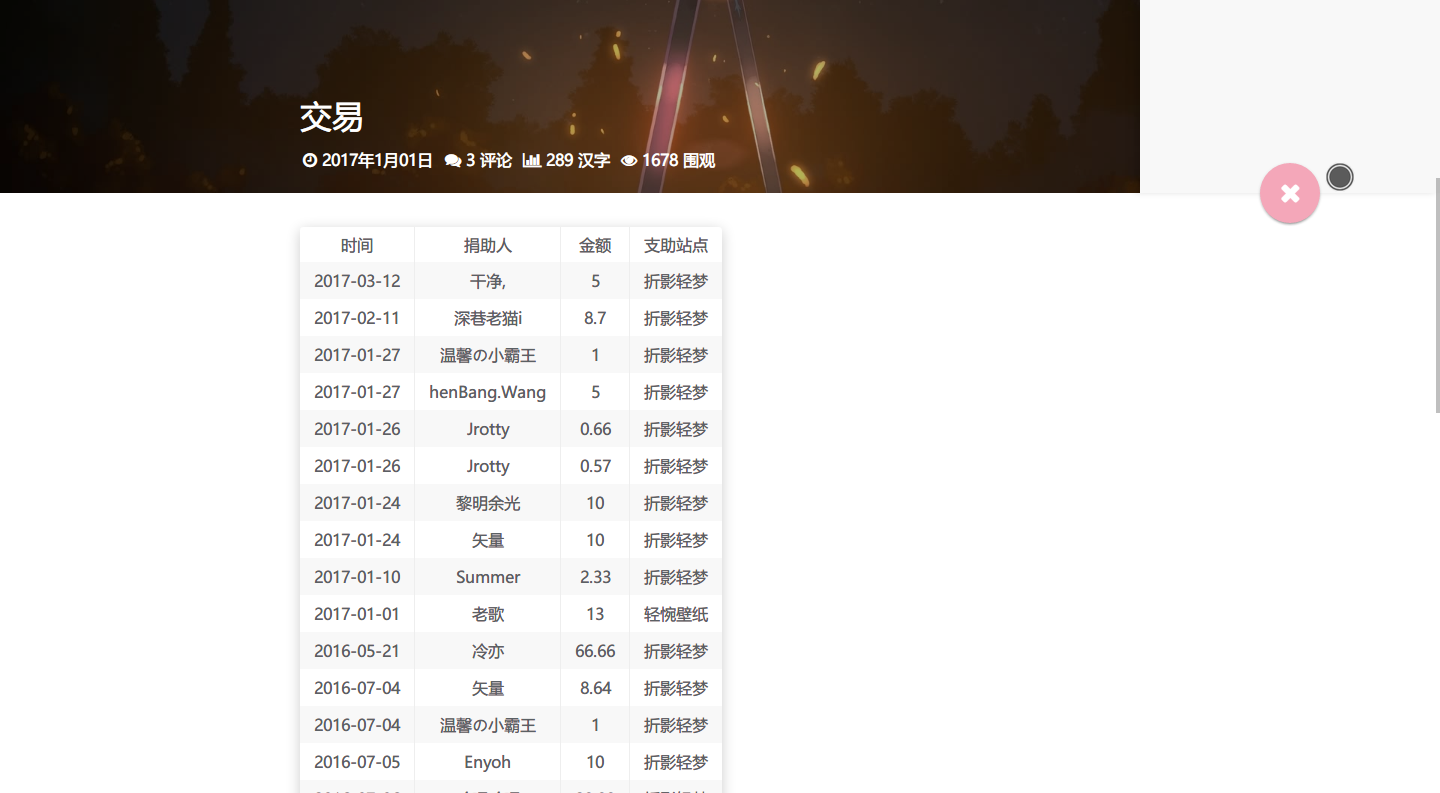 交易
2017年1月01日 3 评论 289 汉字 1678 围观
时间 捐助人 金额 支助站点
2017-03-12 干净, 5 折影轻梦
2017-02-11 深巷老猫i 8.7 折影轻梦
2017-01-27 温馨の小霸王 1 折影轻梦
2017-01-27 henBang.Wang 5 折影轻梦
2017-01-26 Jrotty 0.66 折影轻梦
2017-01-26 Jrotty 0.57 折影轻梦
2017-01-24 黎明余光 10 折影轻梦
2017-01-24 矢量 10 折影轻梦
2017-01-10 Summer 2.33 折影轻梦
2017-01-01 老歌 13 轻惋壁纸
2016-05-21 冷亦 66.66 折影轻梦
2016-07-04 矢量 8.64 折影轻梦
2016-07-04 温馨の小霸王 1 折影轻梦
2016-07-05 Enyoh 10 折影轻梦